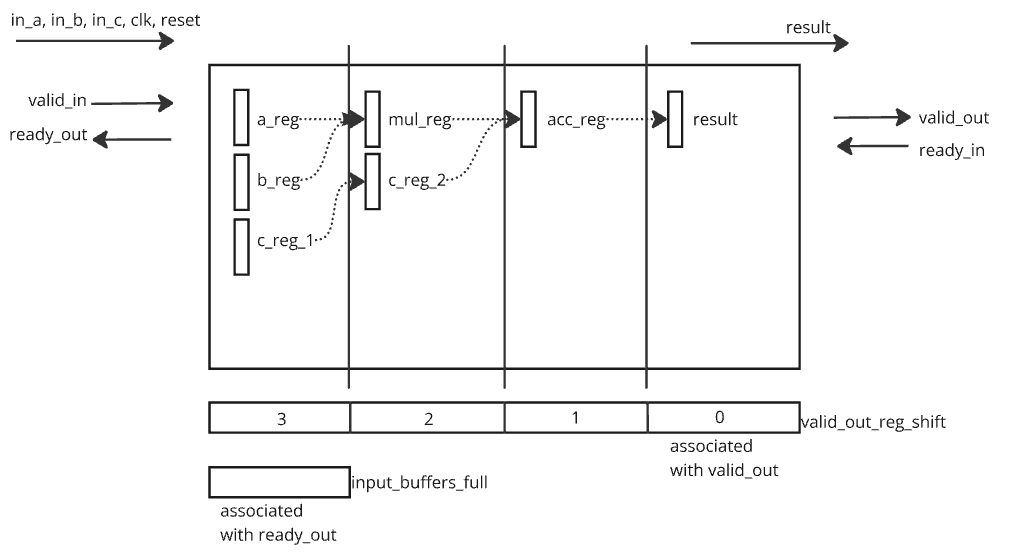 in_a, in_b, in_c, clk, reset
result
valid_in
ready_out
a_reg
mul_reg
acc_reg
result
valid_out
ready_in
b_reg
c_reg_2
c_reg_1
3
2
1
0
valid_out_reg_shift
associated
with valid_out
input_buffers_full
associated
with ready_out